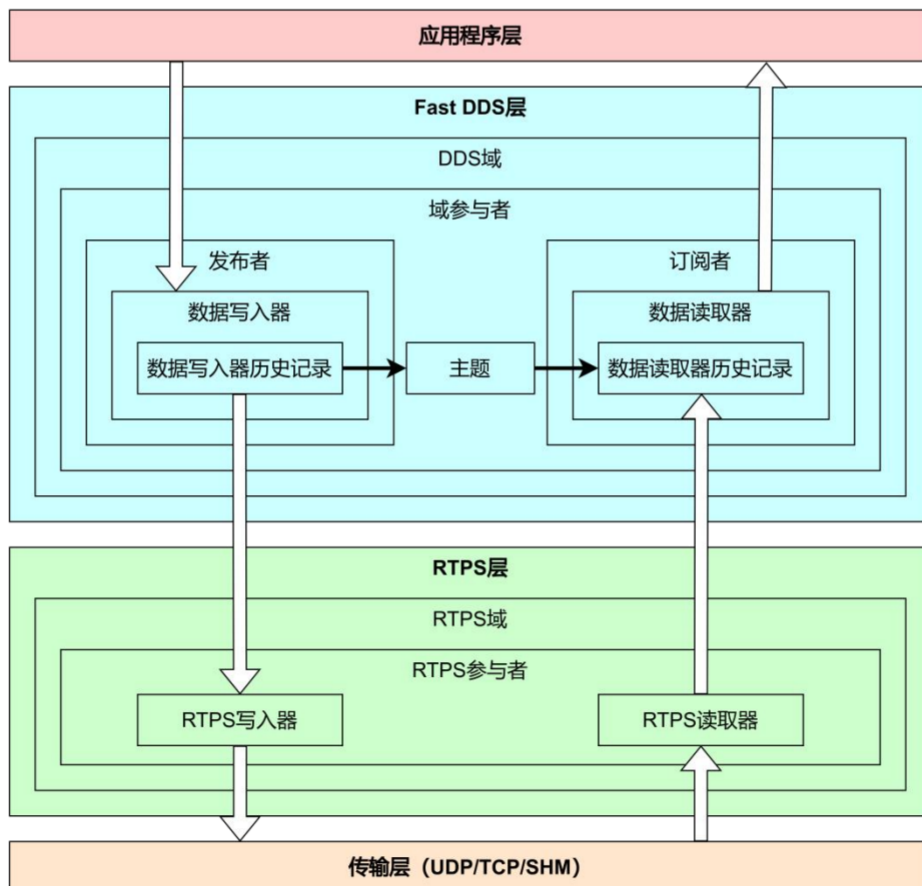 应用程序层
Fast DDS层
DDS域
域参与者
发布者
订阅者
数据写入器
数据读取器
数据写入器历史记录
主题
数据读取器历史记录
RTPS层
RTPS域
RTPS参与者
RTPS写入器
RTPS读取器
传输层（UDP/TCP/SHM）